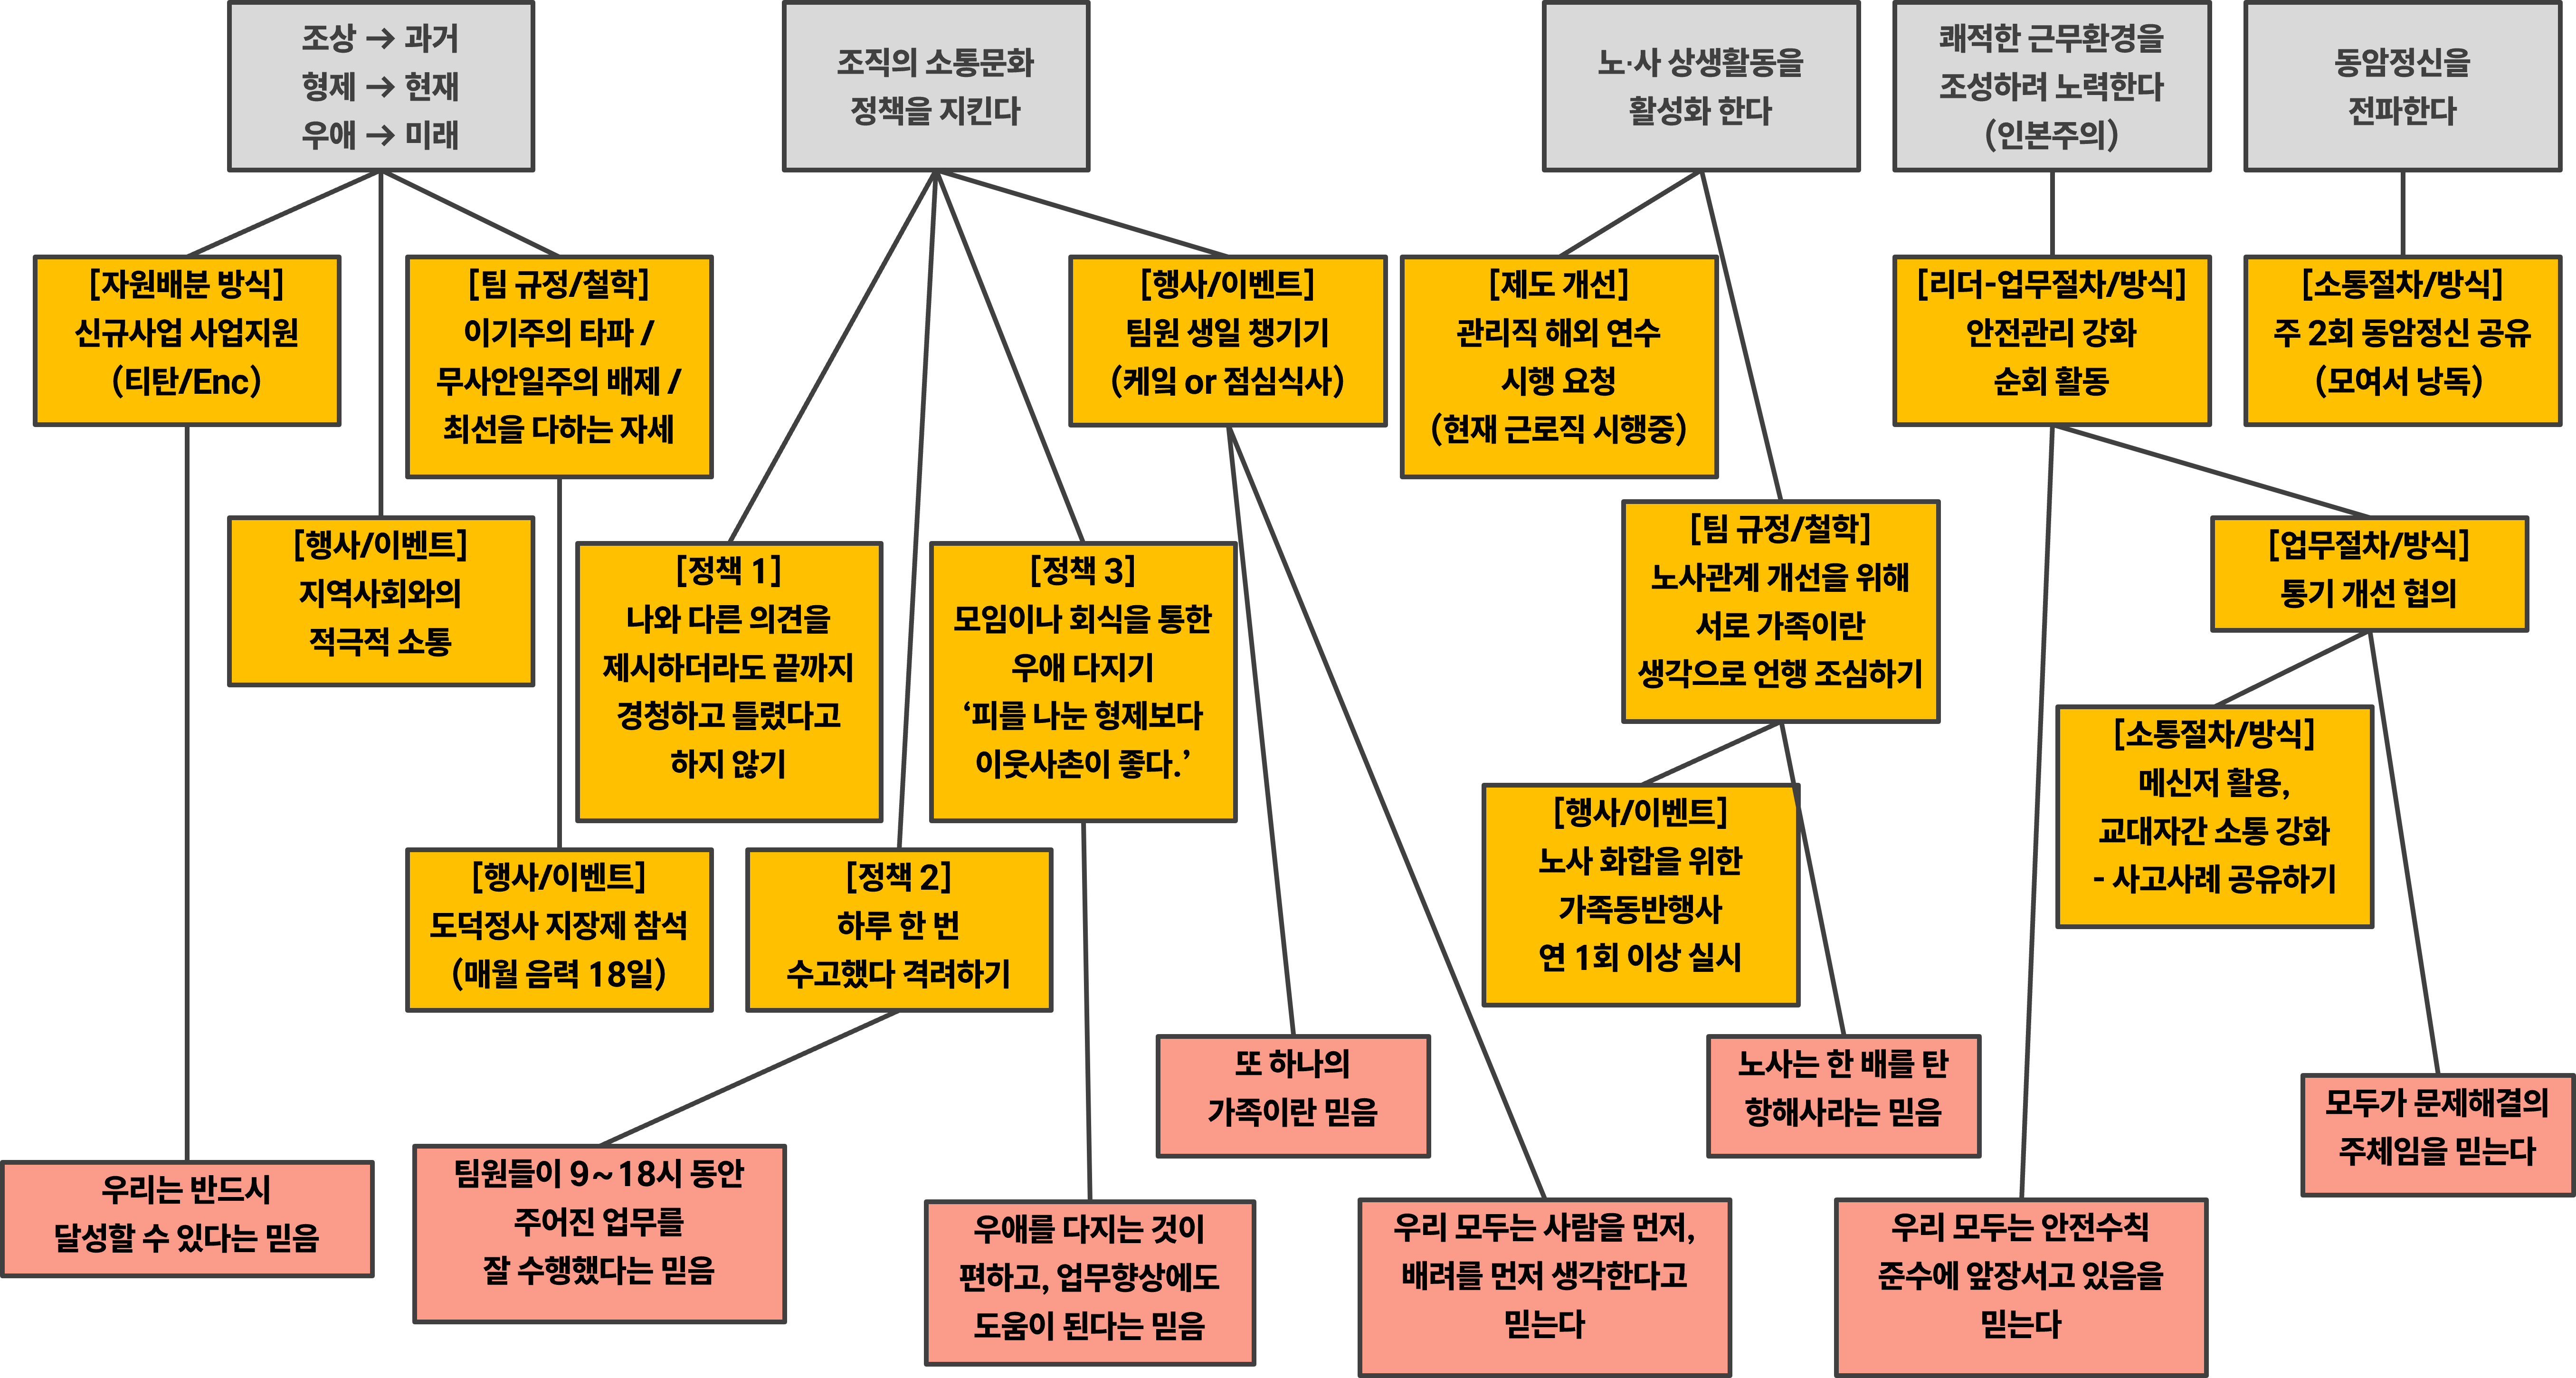 조상 → 과거
형제 → 현재
우애 → 미래
조직의 소통문화
정책을 지킨다
노·사 상생활동을
활성화 한다
쾌적한 근무환경을
조성하려 노력한다
(인본주의)
동암정신을
전파한다
[자원배분 방식]
신규사업 사업지원
(티탄/Enc)
[팀 규정/철학]
이기주의 타파 /
무사안일주의 배제 /
최선을 다하는 자세
[행사/이벤트]
팀원 생일 챙기기
(케잌 or 점심식사)
[제도 개선]
관리직 해외 연수
시행 요청
(현재 근로직 시행중)
[리더-업무절차/방식]
안전관리 강화
순회 활동
[소통절차/방식]
주 2회 동암정신 공유
(모여서 낭독)
[행사/이벤트]
지역사회와의
적극적 소통
[정책 1]
나와 다른 의견을
제시하더라도 끝까지
경청하고 틀렸다고
하지 않기
[정책 3]
모임이나 회식을 통한
우애 다지기
‘피를 나눈 형제보다
이웃사촌이 좋다.’
[팀 규정/철학]
노사관계 개선을 위해
서로 가족이란
생각으로 언행 조심하기
[업무절차/방식]
통기 개선 협의
[소통절차/방식]
메신저 활용,
교대자간 소통 강화
- 사고사례 공유하기
[행사/이벤트]
도덕정사 지장제 참석
(매월 음력 18일)
[정책 2]
하루 한 번
수고했다 격려하기
[행사/이벤트]
노사 화합을 위한
가족동반행사
연 1회 이상 실시
또 하나의
가족이란 믿음
노사는 한 배를 탄
항해사라는 믿음
모두가 문제해결의
주체임을 믿는다
우리는 반드시
달성할 수 있다는 믿음
팀원들이 9~18시 동안
주어진 업무를
잘 수행했다는 믿음
우애를 다지는 것이
편하고, 업무향상에도
도움이 된다는 믿음
우리 모두는 사람을 먼저,
배려를 먼저 생각한다고
믿는다
우리 모두는 안전수칙
준수에 앞장서고 있음을
믿는다